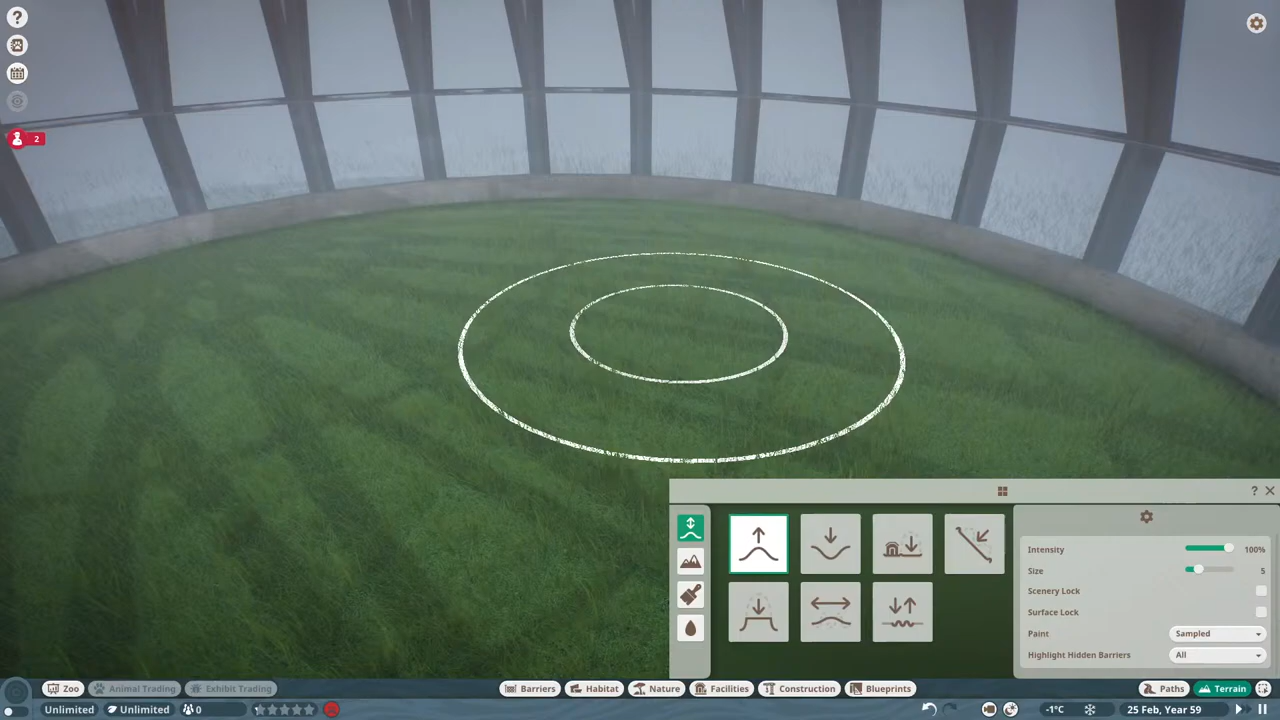 ?
2
?
Intensity 100%
Size 5
Scenery Lock
Surface Lock
Paint Sampled
Highlight Hidden Barriers All
Zoo Animal Trading Exhibit Trading Barriers Habitat Nature Facilities Construction Blueprints Paths Terrain
Unlimited Unlimited 0 -1°C 25 Feb, Year 59